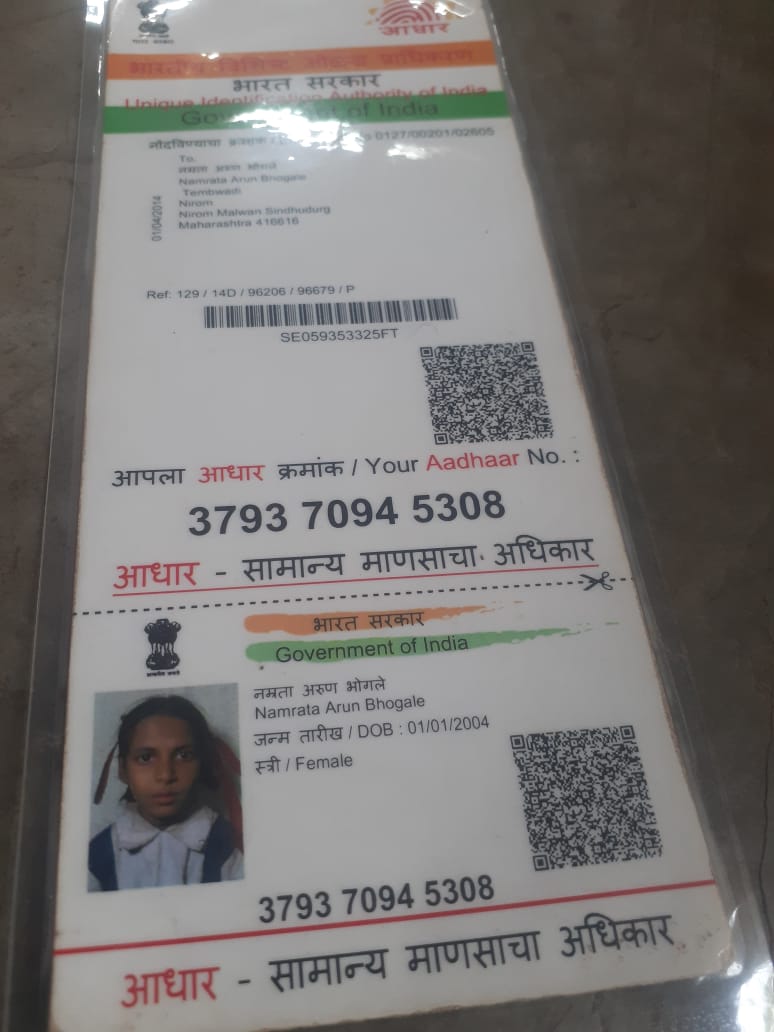 आधार
भारतीय विशिष्ट ओळख प्राधिकरण
भारत सरकार
Unique Identification Authority of India
Government of India
नोंदविण्याचा क्रमांक / 0127/00201/02605
To,
नम्रता अरुण भोगले
Namrata Arun Bhogale
Tembwadi
Nirom
Nirom Malwan Sindhudurg
Maharashtra 416616
01/04/2014
Ref: 129 / 14D / 96206 / 96679 / P
SE059353325FT
आपला आधार क्रमांक / Your Aadhaar No. :
3793 7094 5308
आधार - सामान्य माणसाचा अधिकार
भारत सरकार
Government of India
नम्रता अरुण भोगले
Namrata Arun Bhogale
जन्म तारीख / DOB : 01/01/2004
स्त्री / Female
3793 7094 5308
आधार - सामान्य माणसाचा अधिकार